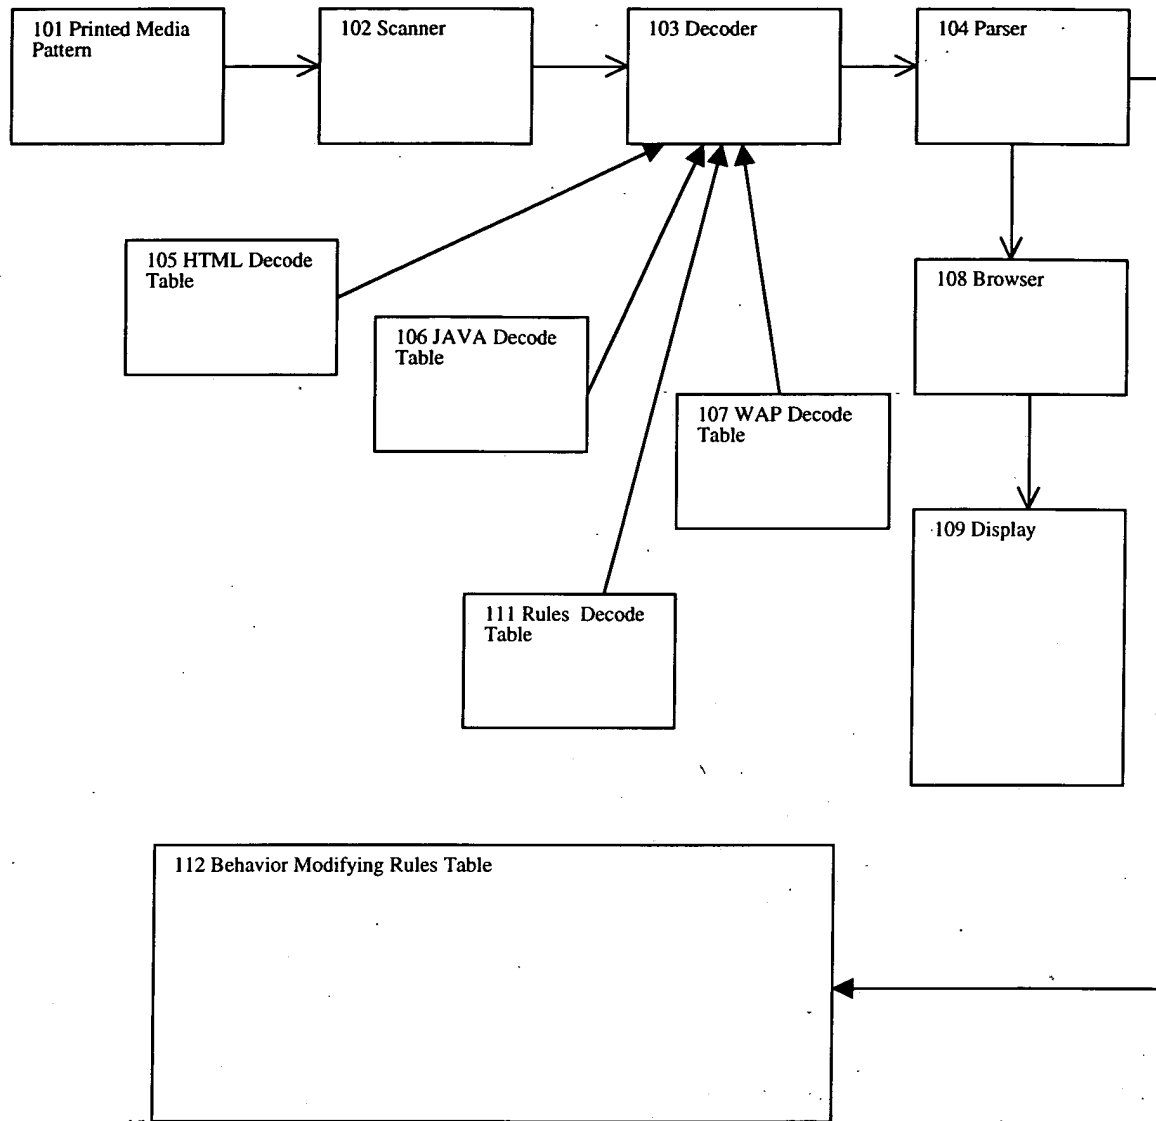 101 Printed Media
Pattern
102 Scanner
103 Decoder
104 Parser
105 HTML Decode
Table
106 JAVA Decode
Table
107 WAP Decode
Table
108 Browser
109 Display
111 Rules Decode
Table
112 Behavior Modifying Rules Table